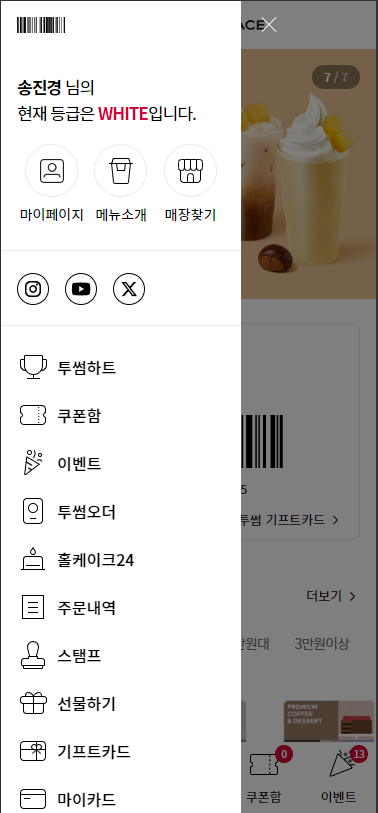 ACE
7 / 7
송진경 님의
현재 등급은 WHITE입니다.
마이페이지 메뉴소개 매장찾기
투썸하트
쿠폰함
이벤트
투썸오더
홀케이크24
주문내역
스탬프
선물하기
기프트카드
마이카드
5
투썸 기프트카드
더보기
만원대 3만원이상
PREMIUM
COFFEE
& DESSERT
0
13
쿠폰함 이벤트